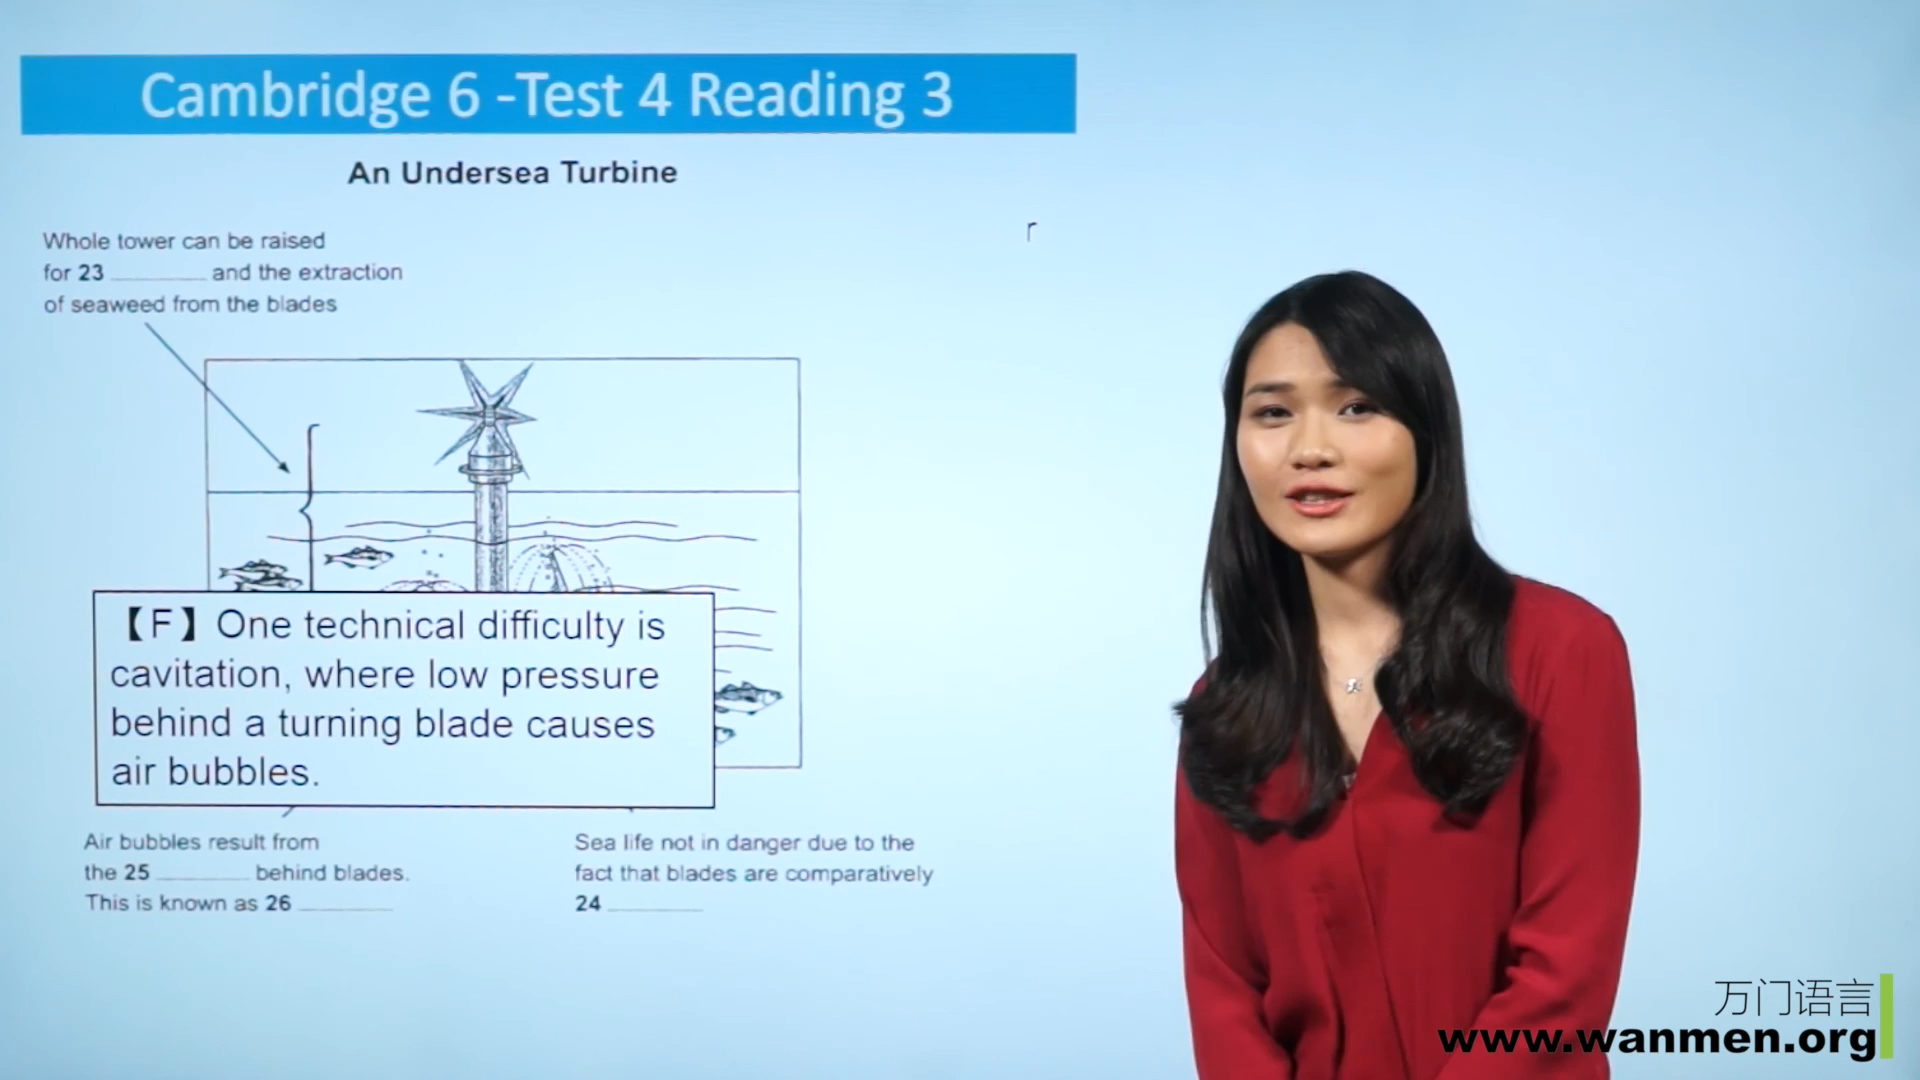 Cambridge 6 -Test 4 Reading 3
An Undersea Turbine
Whole tower can be raised
for 23 ________ and the extraction
of seaweed from the blades
r
【F】One technical difficulty is
cavitation, where low pressure
behind a turning blade causes
air bubbles.
Air bubbles result from
the 25 ________ behind blades.
This is known as 26 ________
Sea life not in danger due to the
fact that blades are comparatively
24 ________
万门语言
www.wanmen.org